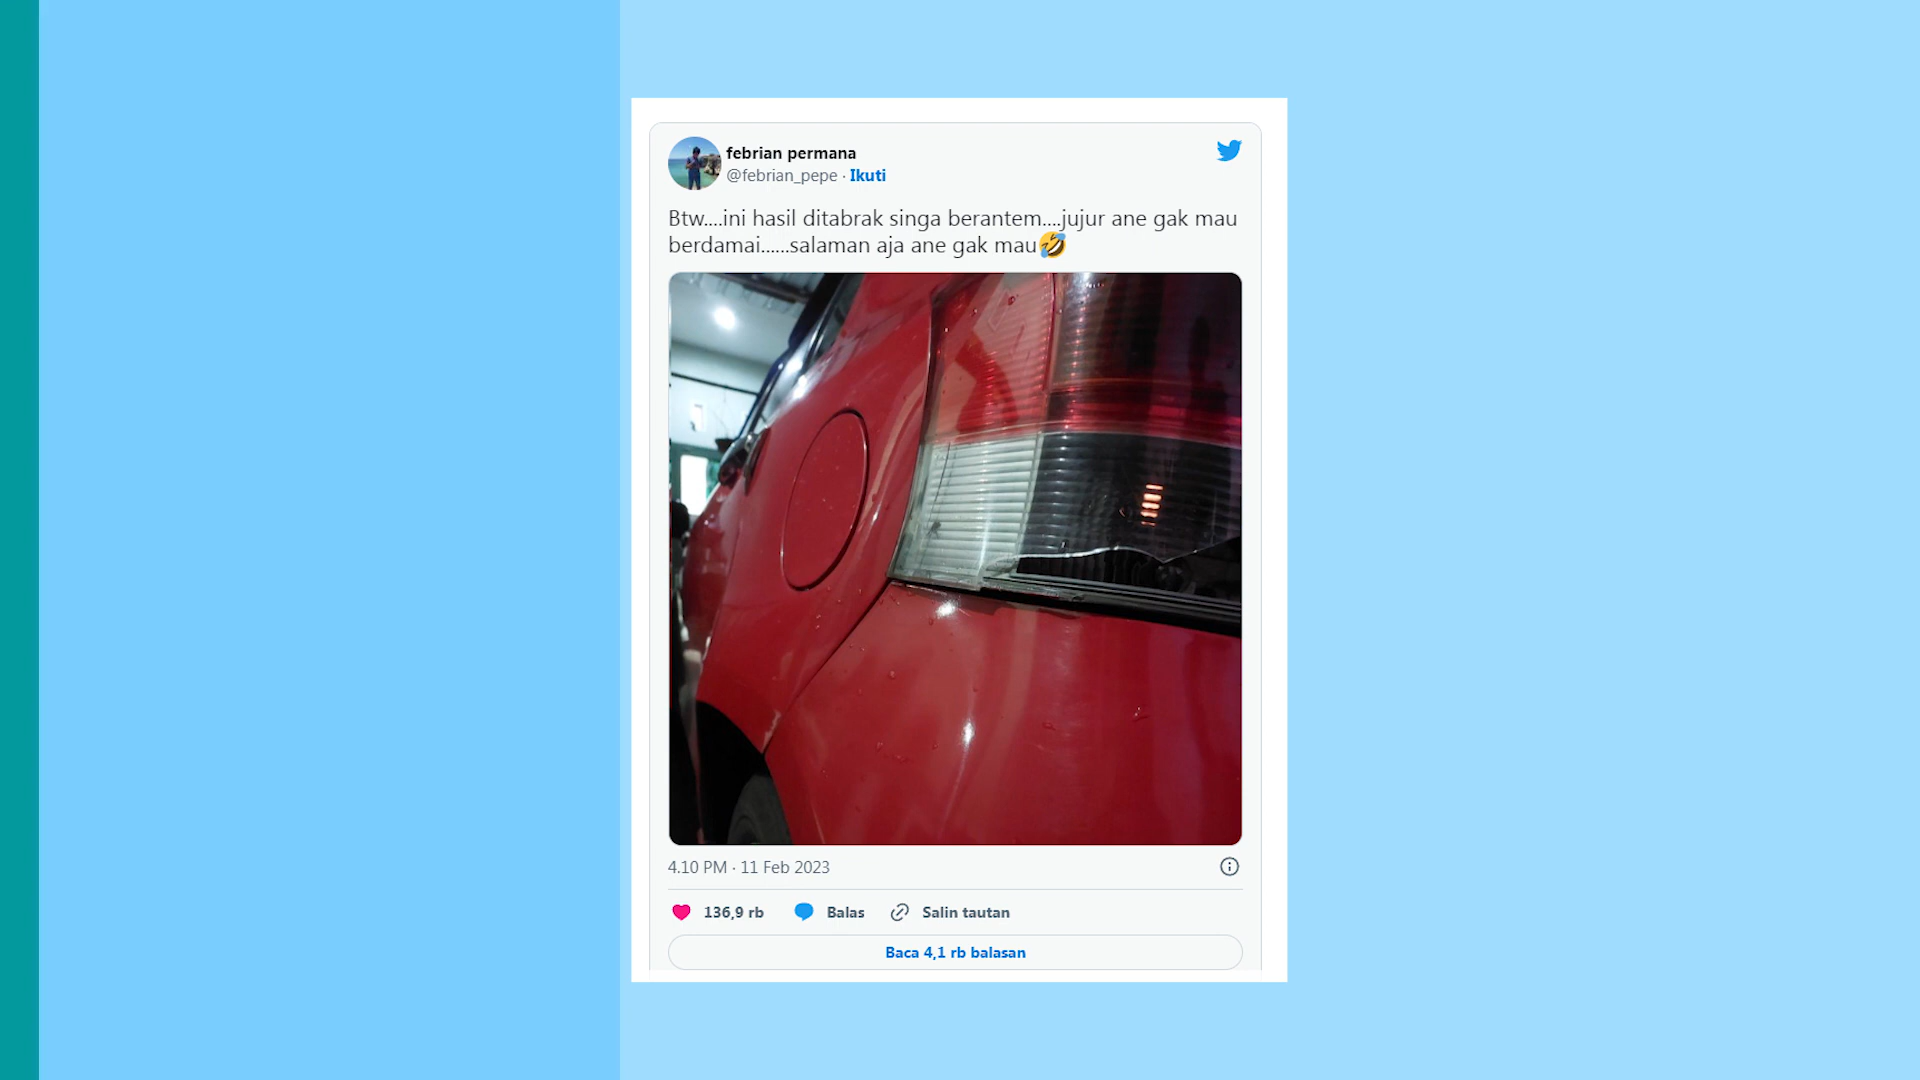 febrian permana
@febrian_pepe · Ikuti
Btw....ini hasil ditabrak singa berantem....jujur ane gak mau
berdamai......salaman aja ane gak mau🤣
4.10 PM · 11 Feb 2023
136,9 rb Balas Salin tautan
Baca 4,1 rb balasan